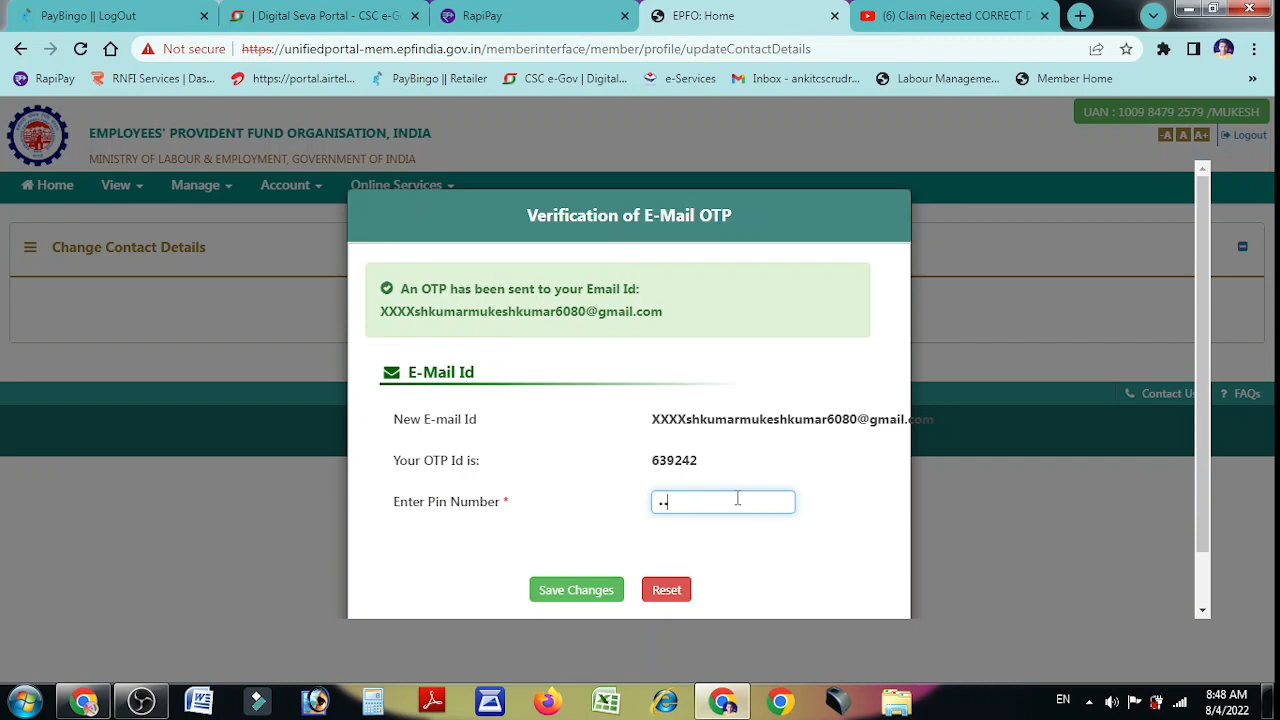 PayBingo || LogOut
| Digital Seva Portal - CSC e-G
RapiPay
EPFO: Home
(6) Claim Rejected CORRECT D
Not secure | https://unifiedportal-mem.epfindia.gov.in/memberinterface/member/profile/updateContactDetails
RapiPay
RNFI Services | Das...
https://portal.airtel...
PayBingo || Retailer
CSC e-Gov | Digital...
e-Services
Inbox - ankitcscrudr...
Labour Manageme...
Member Home
»
UAN : 1009 8479 2579 /MUKESH
EMPLOYEES' PROVIDENT FUND ORGANISATION, INDIA
-A A A+ Logout
MINISTRY OF LABOUR & EMPLOYMENT, GOVERNMENT OF INDIA
Home View Manage Account Online Services
Verification of E-Mail OTP
Change Contact Details
An OTP has been sent to your Email Id:
XXXXshkumarmukeshkumar6080@gmail.com
E-Mail Id
Contact Us ? FAQs
New E-mail Id XXXXshkumarmukeshkumar6080@gmail.com
Your OTP Id is: 639242
Enter Pin Number *
Save Changes Reset
EN
8:48 AM
8/4/2022